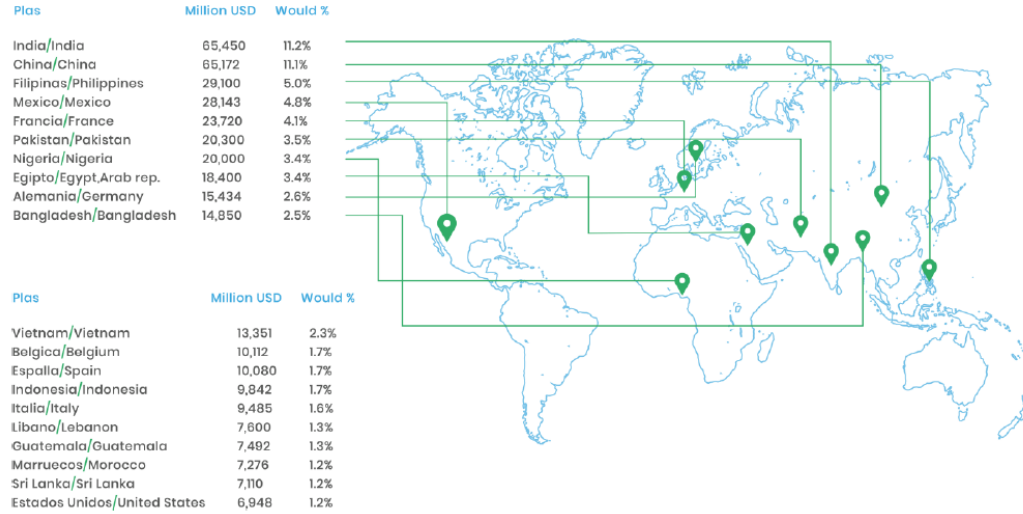 Plas Million USD Would %
India/India 65,450 11.2%
China/China 65,172 11.1%
Filipinas/Philippines 29,100 5.0%
Mexico/Mexico 28,143 4.8%
Francia/France 23,720 4.1%
Pakistan/Pakistan 20,300 3.5%
Nigeria/Nigeria 20,000 3.4%
Egipto/Egypt,Arab rep. 18,400 3.4%
Alemania/Germany 15,434 2.6%
Bangladesh/Bangladesh 14,850 2.5%
Plas Million USD Would %
Vietnam/Vietnam 13,351 2.3%
Belgica/Belgium 10,112 1.7%
Espalla/Spain 10,080 1.7%
Indonesia/Indonesia 9,842 1.7%
Italia/Italy 9,485 1.6%
Libano/Lebanon 7,600 1.3%
Guatemala/Guatemala 7,492 1.3%
Marruecos/Morocco 7,276 1.2%
Sri Lanka/Sri Lanka 7,110 1.2%
Estados Unidos/United States 6,948 1.2%